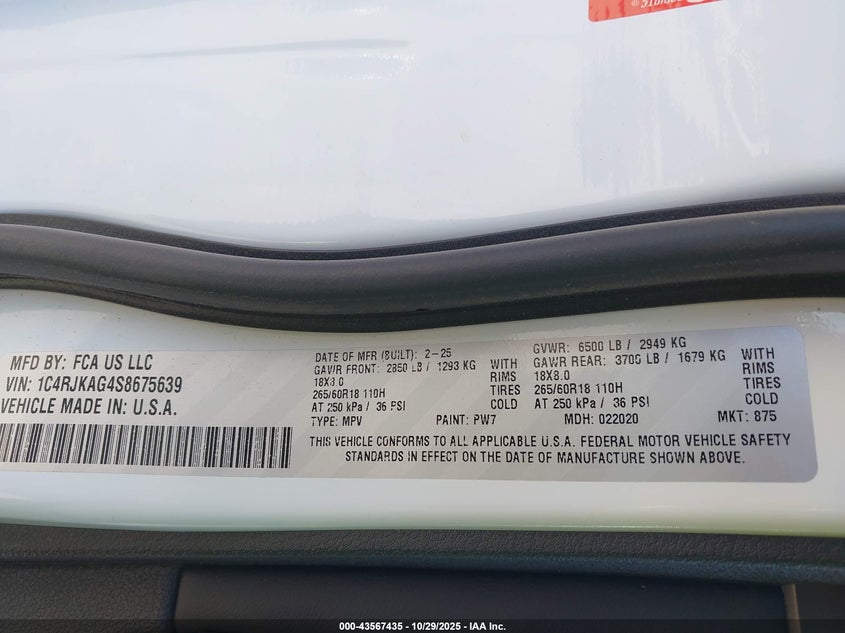 MFD BY: FCA US LLC
VIN: 1C4RJKAG4S8675639
VEHICLE MADE IN: U.S.A.
DATE OF MFR (BUILT): 2-25
GAWR FRONT: 2850 LB / 1293 KG WITH
18X8.0 RIMS
265/60R18 110H TIRES
AT 250 kPa / 36 PSI COLD
TYPE: MPV PAINT: PW7
GVWR: 6500 LB / 2949 KG
GAWR REAR: 3700 LB / 1679 KG WITH
18X8.0 RIMS
265/60R18 110H TIRES
AT 250 kPa / 36 PSI COLD
MDH: 022020 MKT: 875
THIS VEHICLE CONFORMS TO ALL APPLICABLE U.S.A. FEDERAL MOTOR VEHICLE SAFETY
STANDARDS IN EFFECT ON THE DATE OF MANUFACTURE SHOWN ABOVE.
000-43567435 - 10/29/2025 - IAA Inc.